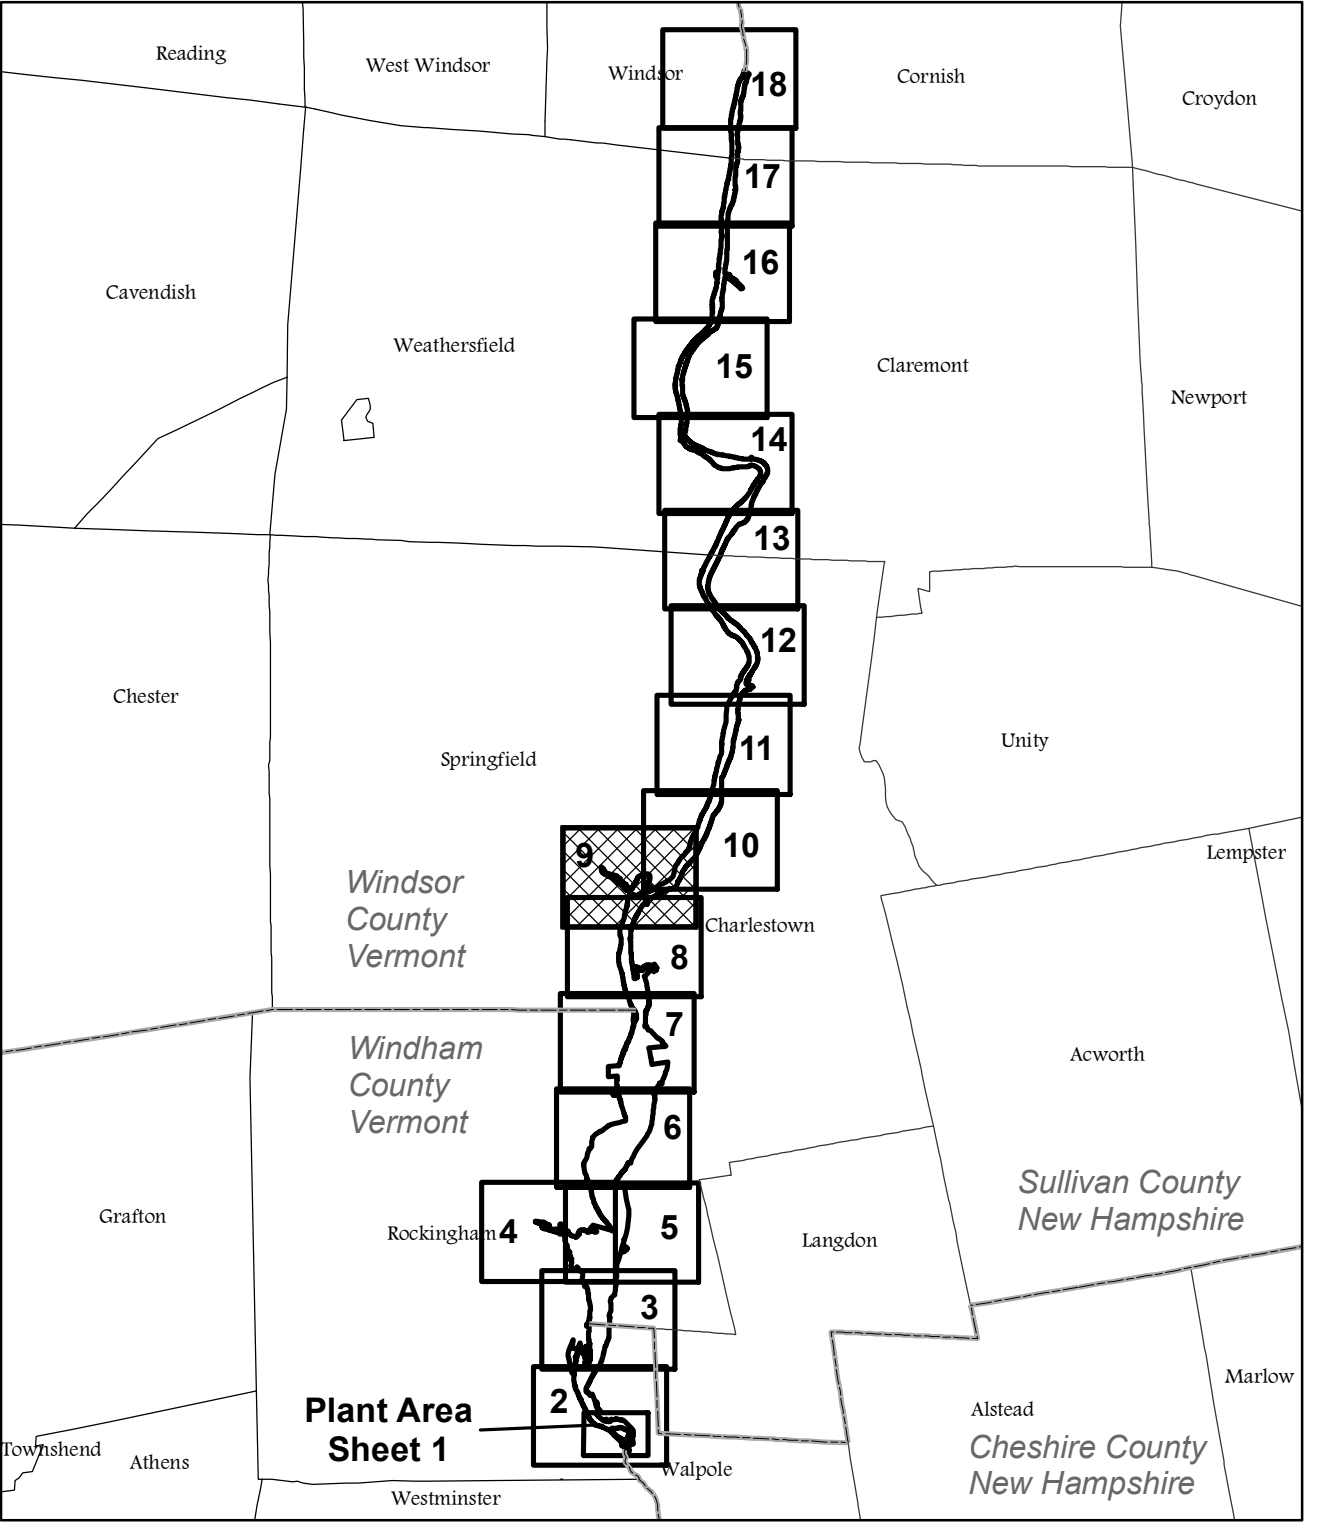 Reading
West Windsor
Windsor
Cornish
Croydon
18
17
16
Cavendish
Weathersfield
15
Claremont
Newport
14
13
12
Chester
11
Springfield
Unity
10
9
Lempster
Windsor
County
Vermont
Charlestown
8
7
Windham
County
Vermont
Acworth
6
Sullivan County
New Hampshire
Grafton
Rockingham
4
5
Langdon
3
Marlow
2
Plant Area
Sheet 1
Alstead
Cheshire County
New Hampshire
Townshend
Athens
Walpole
Westminster